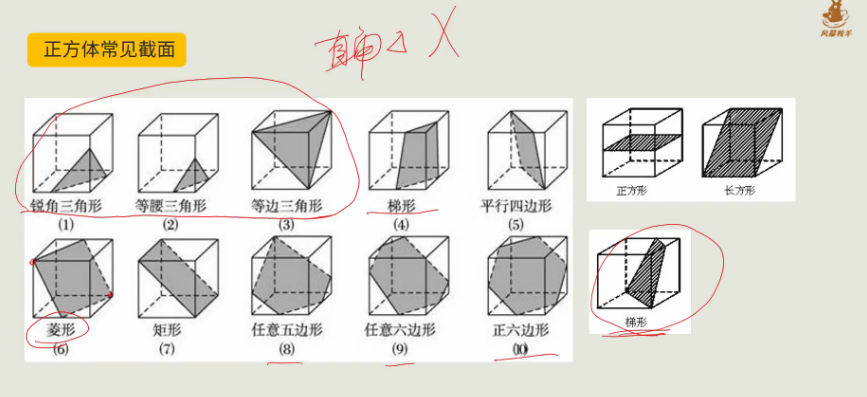 正方体常见截面
直角△ X
风暴羚羊
锐角三角形 等腰三角形 等边三角形 梯形 平行四边形
(1) (2) (3) (4) (5)
正方形 长方形
菱形 矩形 任意五边形 任意六边形 正六边形
(6) (7) (8) (9) (10)
梯形